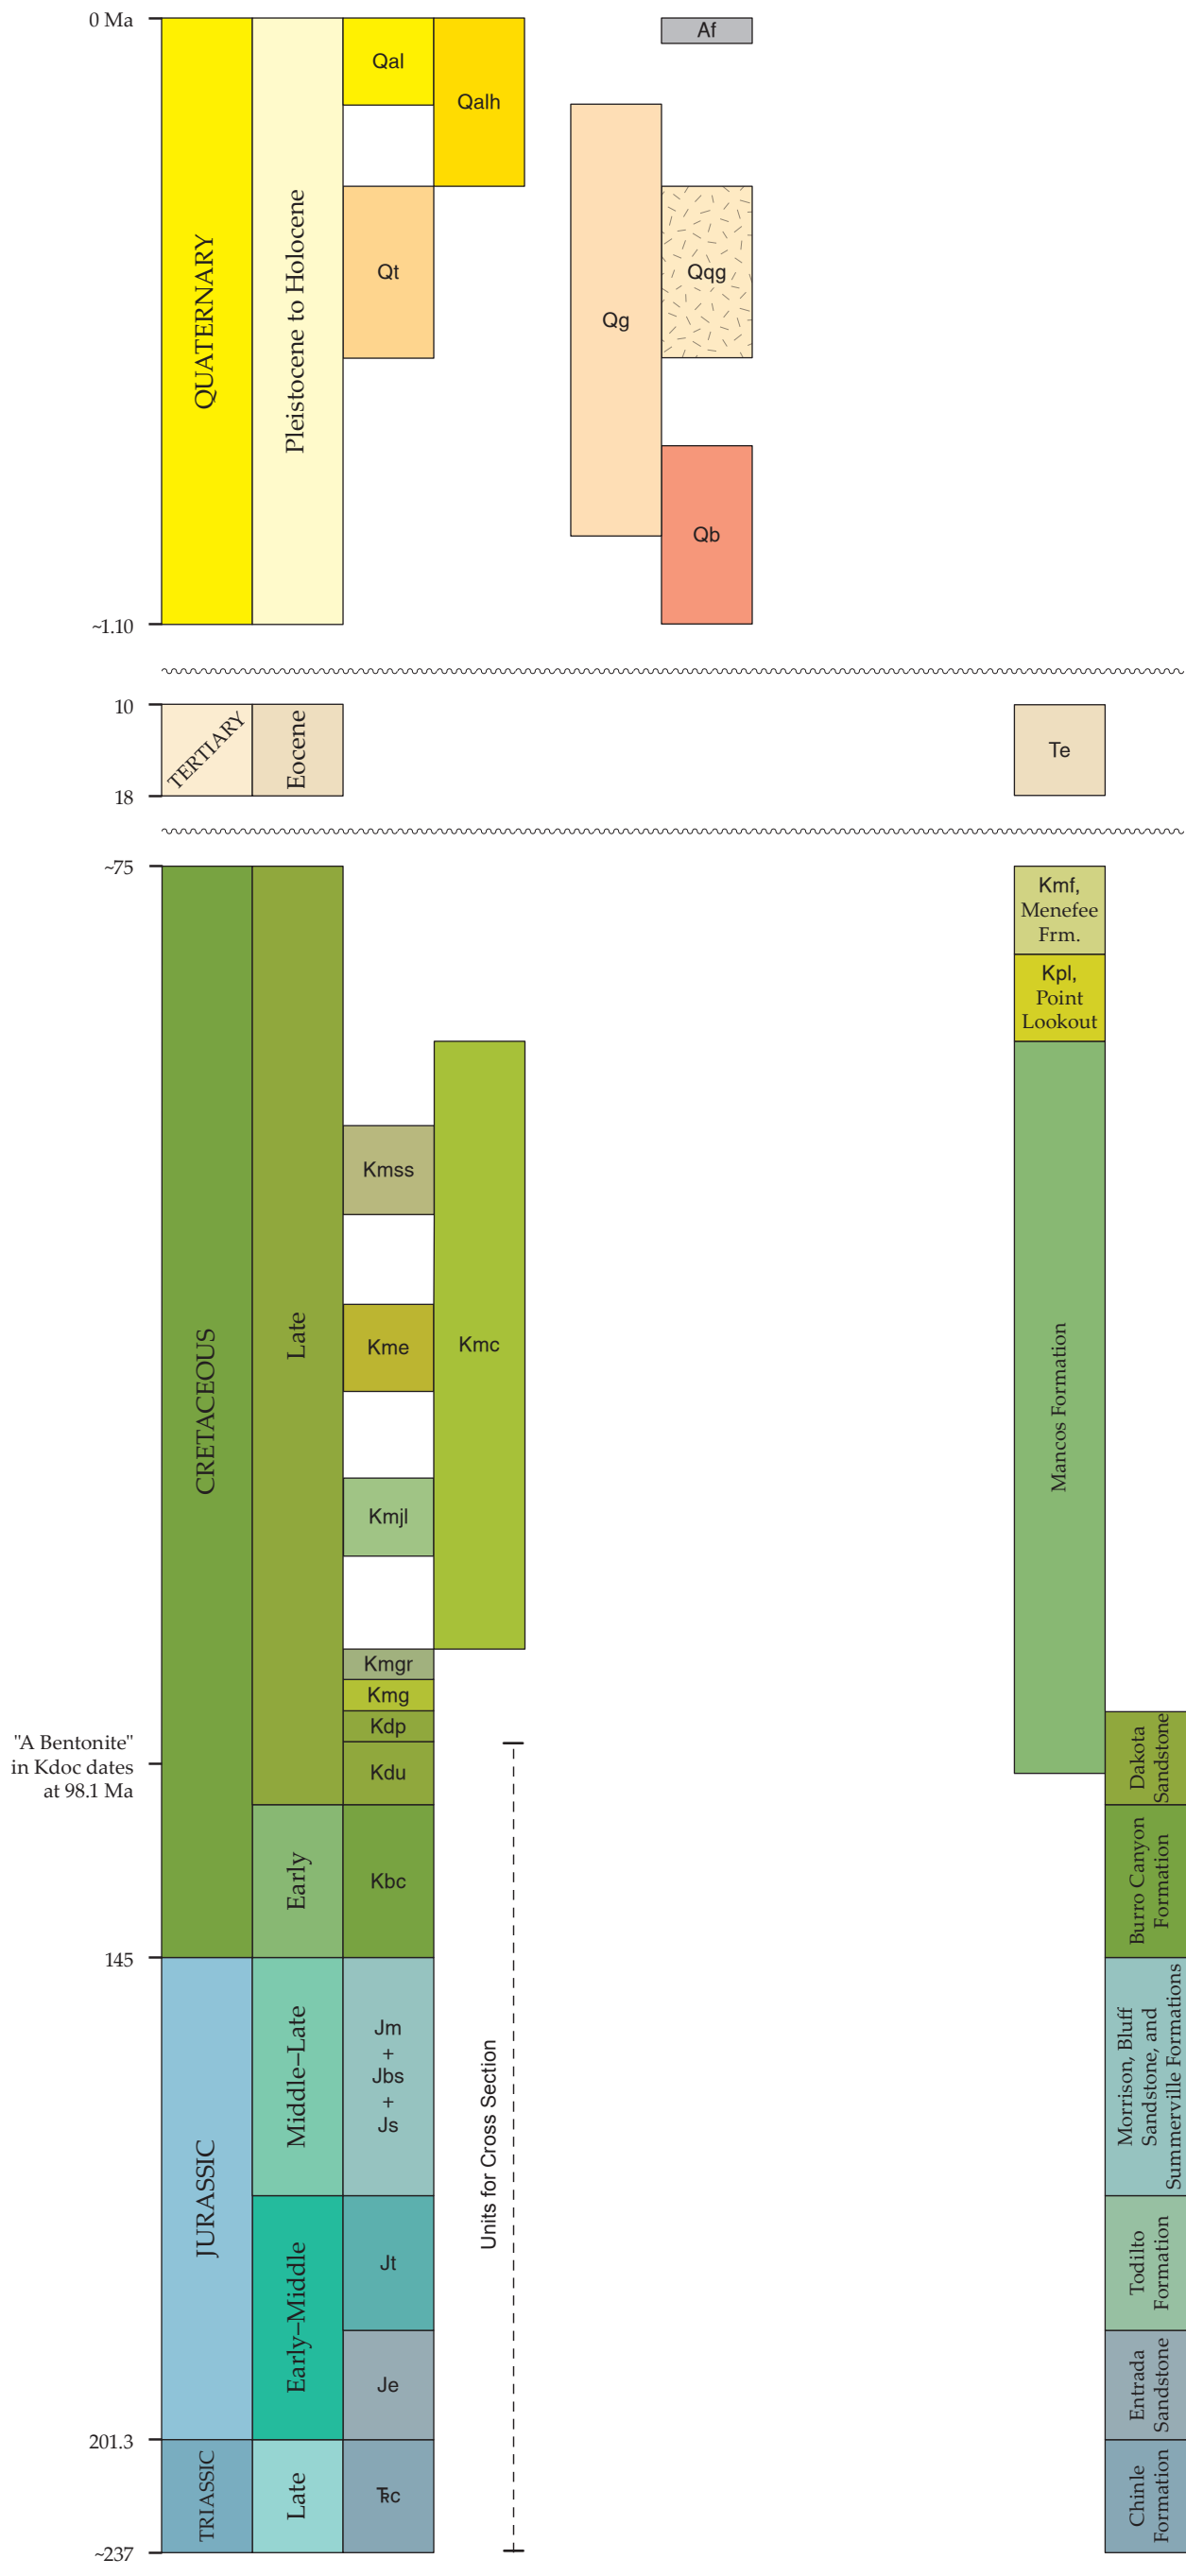 0 Ma
QUATERNARY
Pleistocene to Holocene
Qal
Qalh
Af
Qt
Qg
Qqg
Qb
~1.10
10
TERTIARY
Eocene
Te
18
~75
CRETACEOUS
Late
Kmf,
Menefee
Frm.
Kpl,
Point
Lookout
Kmss
Kme
Kmc
Mancos Formation
Kmjl
Kmgr
Kmg
Kdp
Kdu
"A Bentonite"
in Kdoc dates
at 98.1 Ma
Dakota
Sandstone
Early
Kbc
Burro Canyon
Formation
145
JURASSIC
Middle–Late
Jm
+
Jbs
+
Js
Units for Cross Section
Morrison, Bluff
Sandstone, and
Summerville Formations
Early–Middle
Jt
Todilto
Formation
Je
Entrada
Sandstone
201.3
TRIASSIC
Late
Ꞃc
Chinle
Formation
~237